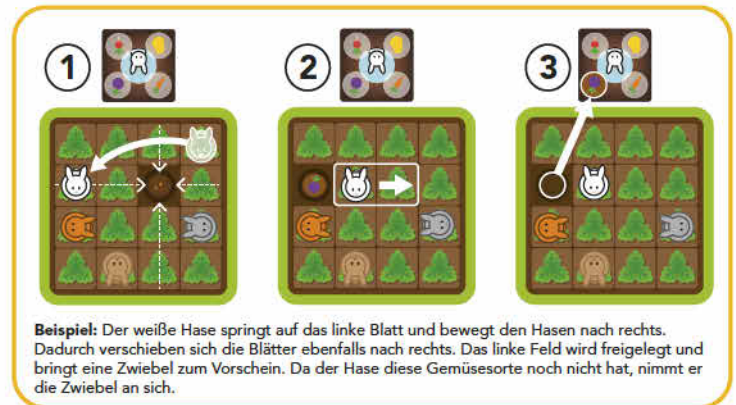 1
2
3
Beispiel: Der weiße Hase springt auf das linke Blatt und bewegt den Hasen nach rechts.
Dadurch verschieben sich die Blätter ebenfalls nach rechts. Das linke Feld wird freigelegt und
bringt eine Zwiebel zum Vorschein. Da der Hase diese Gemüsesorte noch nicht hat, nimmt er
die Zwiebel an sich.